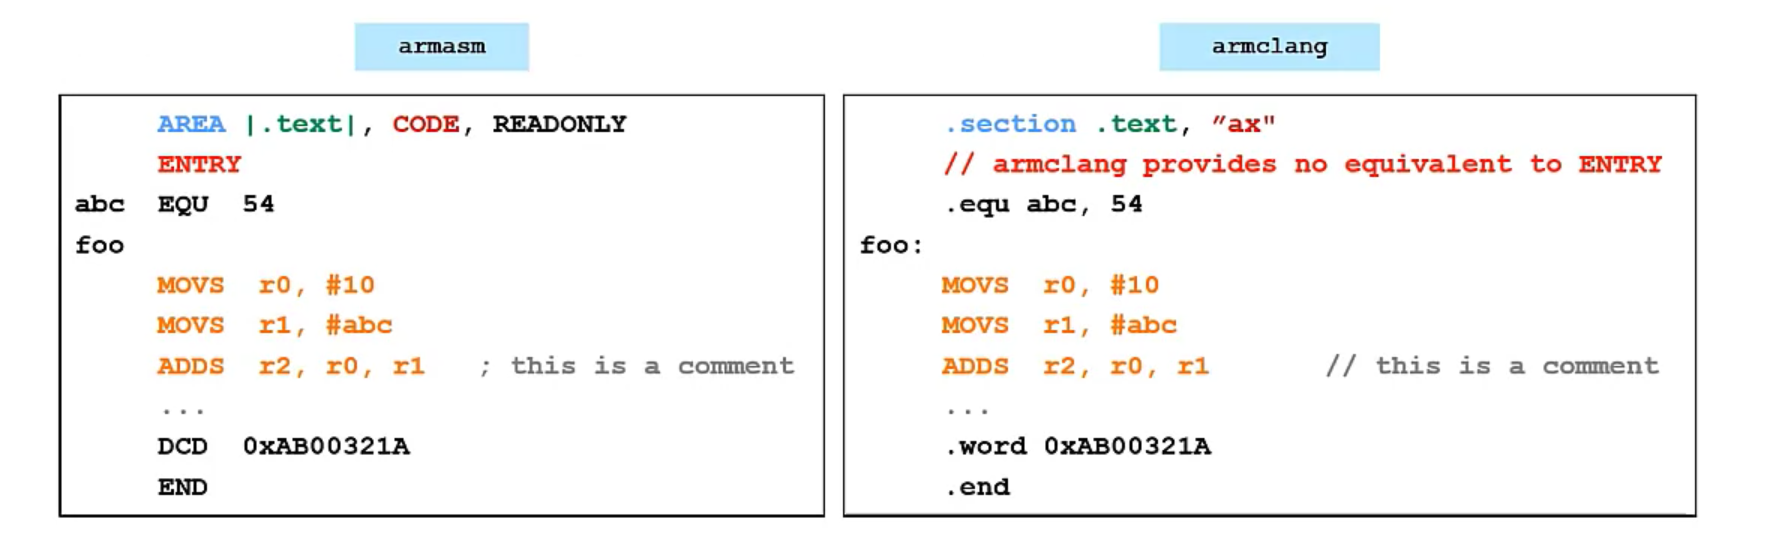 armasm
AREA |.text|, CODE, READONLY
ENTRY
abc EQU 54
foo
MOVS r0, #10
MOVS r1, #abc
ADDS r2, r0, r1 ; this is a comment
...
DCD 0xAB00321A
END
armclang
.section .text, ”ax"
// armclang provides no equivalent to ENTRY
.equ abc, 54
foo:
MOVS r0, #10
MOVS r1, #abc
ADDS r2, r0, r1 // this is a comment
...
.word 0xAB00321A
.end